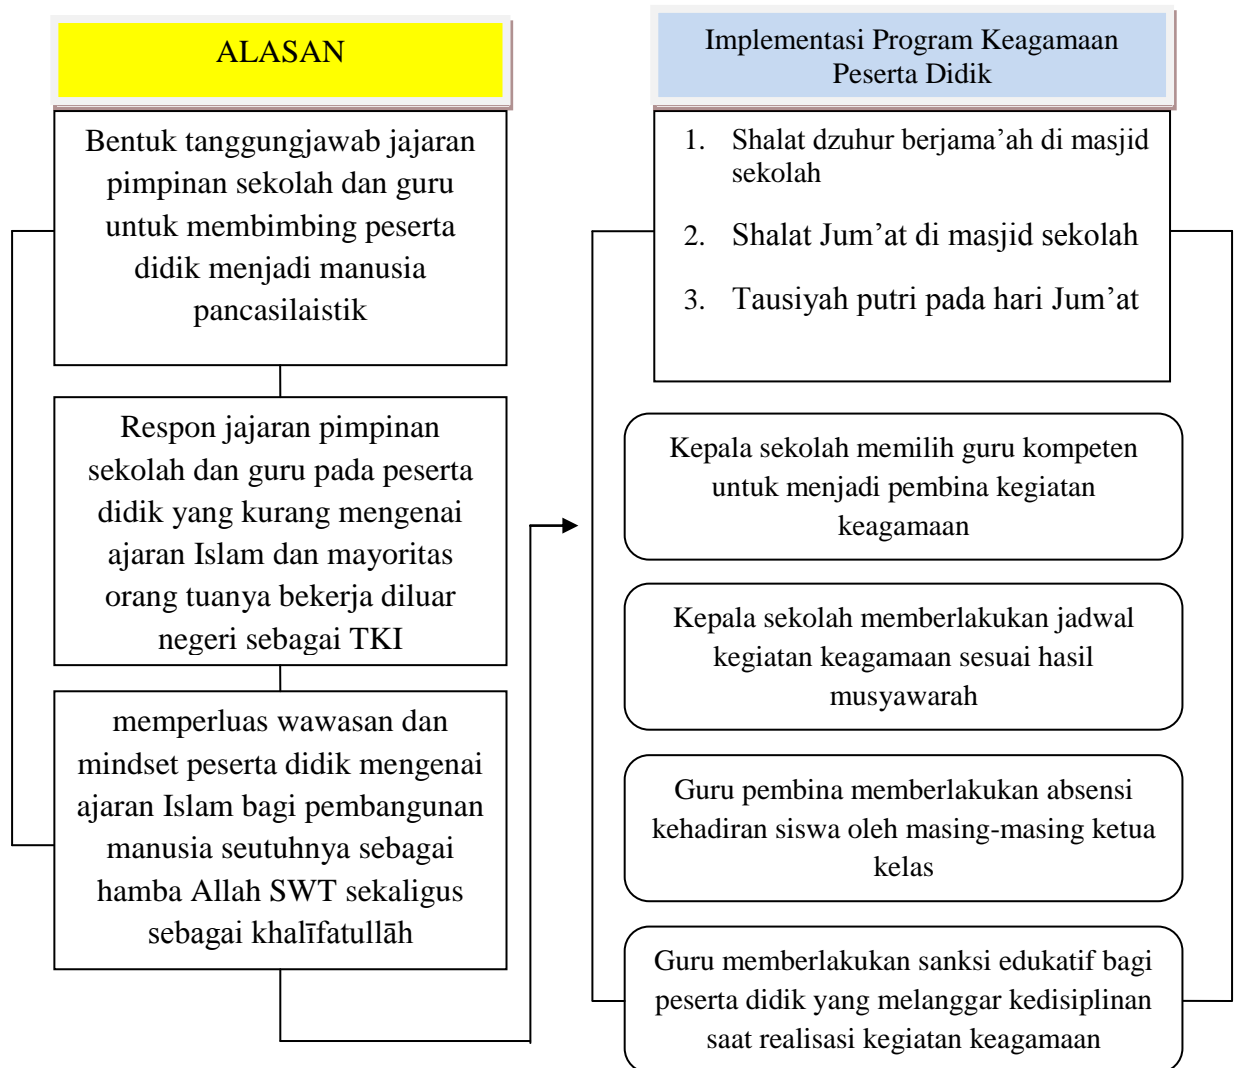 ALASAN
Bentuk tanggungjawab jajaran
pimpinan sekolah dan guru
untuk membimbing peserta
didik menjadi manusia
pancasilaistik
Respon jajaran pimpinan
sekolah dan guru pada peserta
didik yang kurang mengenai
ajaran Islam dan mayoritas
orang tuanya bekerja diluar
negeri sebagai TKI
memperluas wawasan dan
mindset peserta didik mengenai
ajaran Islam bagi pembangunan
manusia seutuhnya sebagai
hamba Allah SWT sekaligus
sebagai khalīfatullāh
Implementasi Program Keagamaan
Peserta Didik
1. Shalat dzuhur berjama’ah di masjid
sekolah
2. Shalat Jum’at di masjid sekolah
3. Tausiyah putri pada hari Jum’at
Kepala sekolah memilih guru kompeten
untuk menjadi pembina kegiatan
keagamaan
Kepala sekolah memberlakukan jadwal
kegiatan keagamaan sesuai hasil
musyawarah
Guru pembina memberlakukan absensi
kehadiran siswa oleh masing-masing ketua
kelas
Guru memberlakukan sanksi edukatif bagi
peserta didik yang melanggar kedisiplinan
saat realisasi kegiatan keagamaan